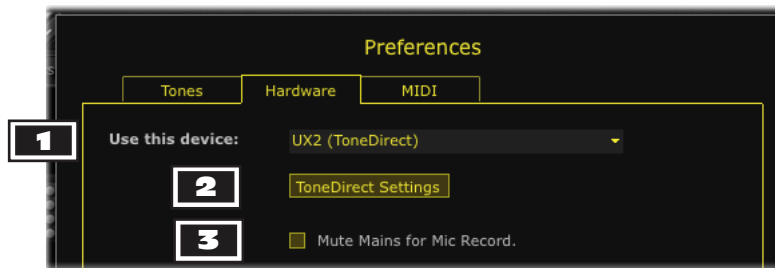 Preferences
Tones Hardware MIDI
1 Use this device: UX2 (ToneDirect)
2 ToneDirect Settings
3 Mute Mains for Mic Record.